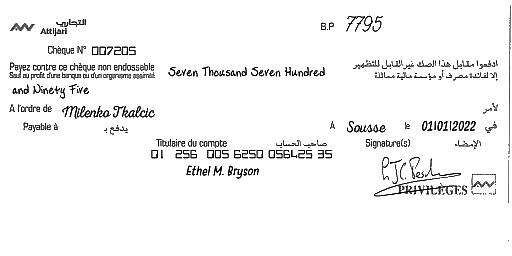 التجاري
Attijari
B.P 7795
Chèque N° 007205
Payez contre ce chèque non endossable
Sauf au profit d'une banque ou d'un organisme assimilé
Seven Thousand Seven Hundred
ادفعوا مقابل هذا الصك غير القابل للتظهير
إلا لفائدة مصرف أو مؤسسة مالية مماثلة
and Ninety Five
A l'ordre de Milenko Tkalcic
لأمر
Payable à
يدفع بـ
A Sousse le 01/01/2022 في
Titulaire du compte صاحب الحساب
Signature(s) الإمضاء
01 256 005 6250 056425 35
Ethel M. Bryson
PRIVILÈGES